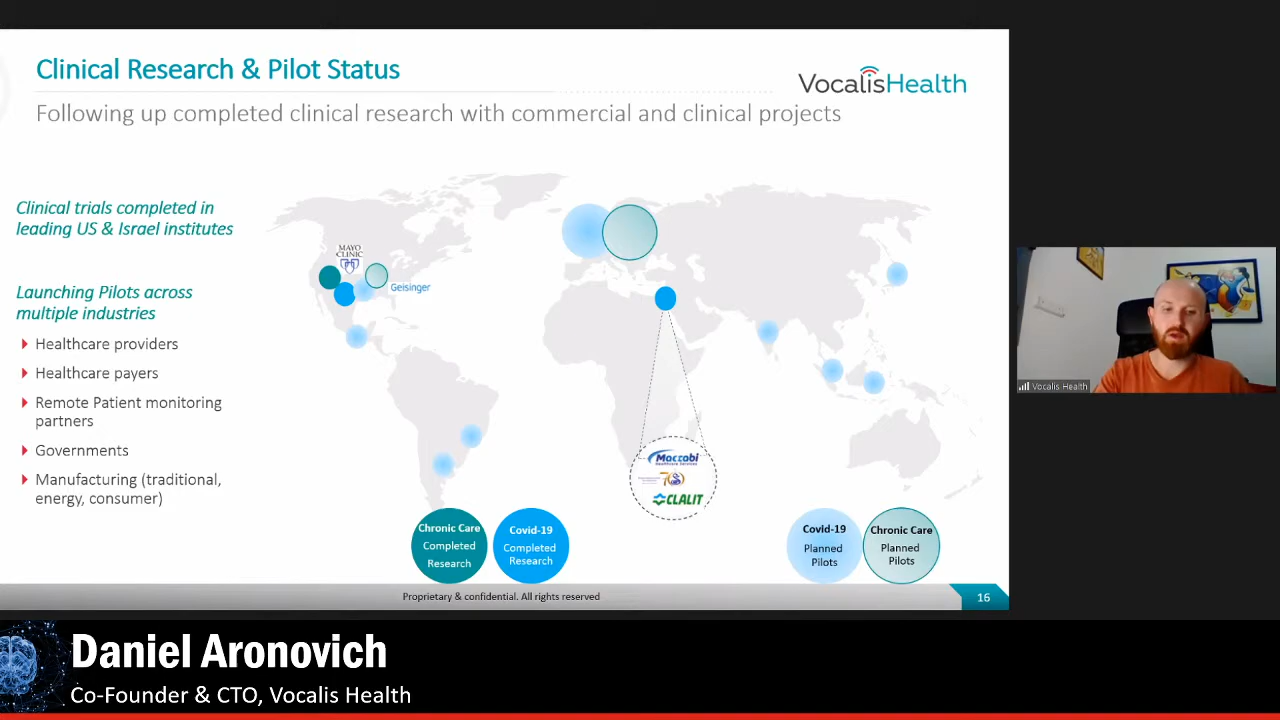 Clinical Research & Pilot Status
VocalisHealth
Following up completed clinical research with commercial and clinical projects
Clinical trials completed in
leading US & Israel institutes
MAYO
CLINIC
Geisinger
Launching Pilots across
multiple industries
Healthcare providers
Healthcare payers
Remote Patient monitoring
partners
Governments
Manufacturing (traditional,
energy, consumer)
Maccabi
Healthcare Services
70
CLALIT
Chronic Care
Completed
Research
Covid-19
Completed
Research
Covid-19
Planned
Pilots
Chronic Care
Planned
Pilots
Proprietary & confidential. All rights reserved
16
Vocalis Health
Daniel Aronovich
Co-Founder & CTO, Vocalis Health